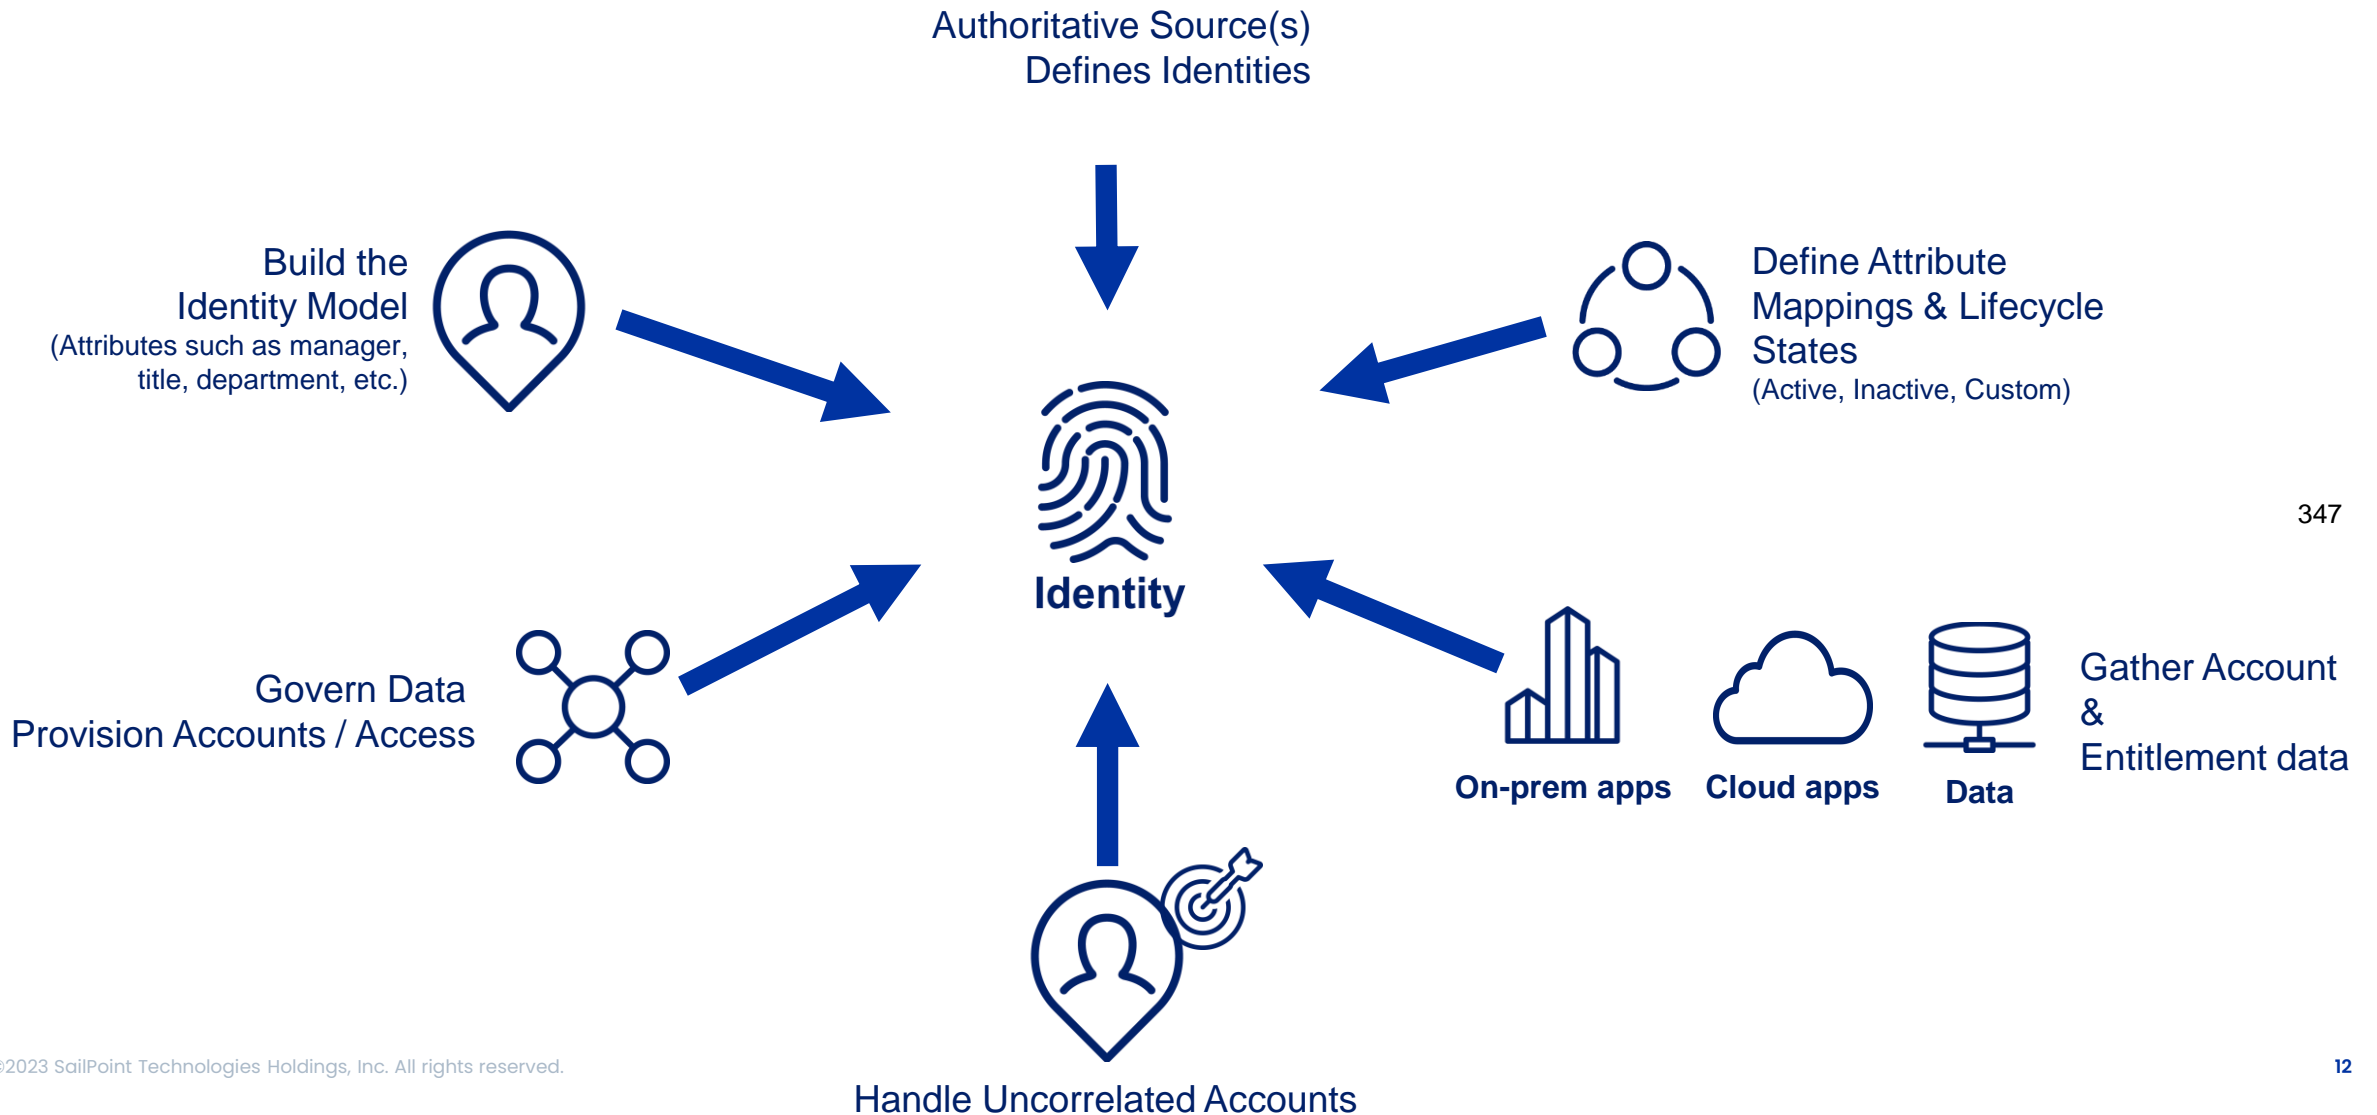 Authoritative Source(s)
Defines Identities
Build the
Identity Model
(Attributes such as manager,
title, department, etc.)
Define Attribute
Mappings & Lifecycle
States
(Active, Inactive, Custom)
347
Identity
Govern Data
Provision Accounts / Access
On-prem apps
Cloud apps
Data
Gather Account
&
Entitlement data
Handle Uncorrelated Accounts
©2023 SailPoint Technologies Holdings, Inc. All rights reserved.
12